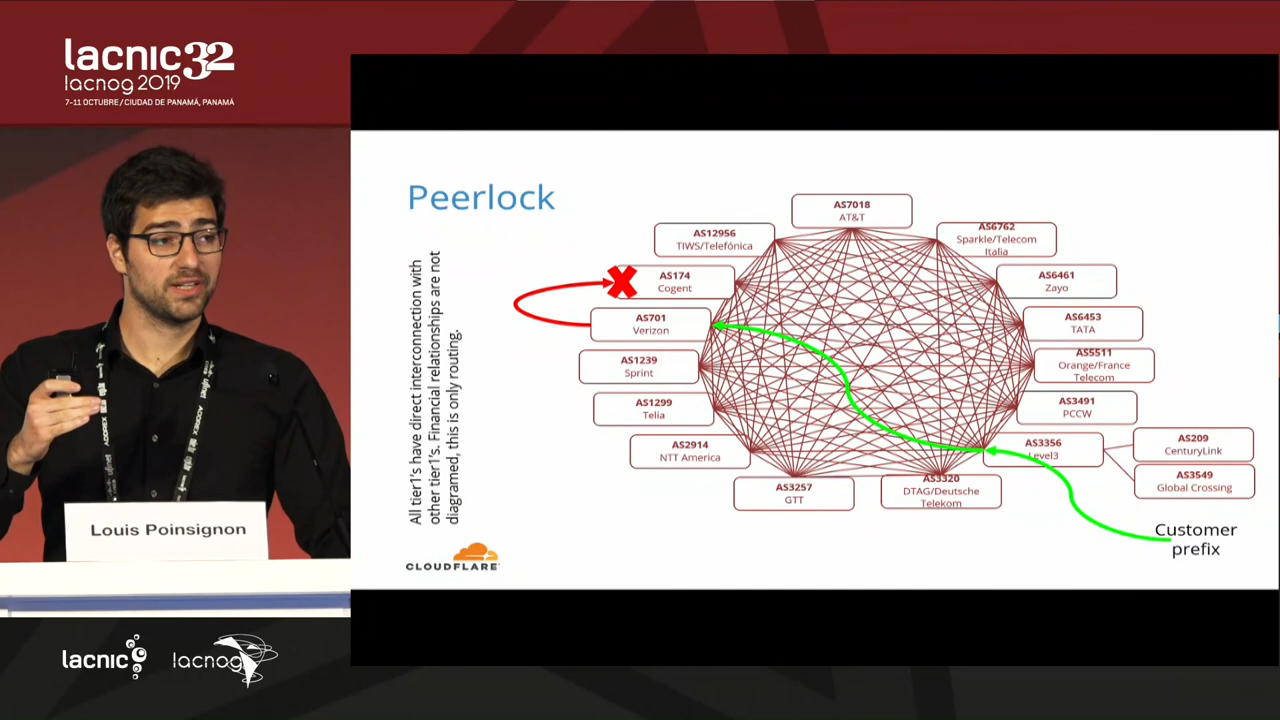 lacnic32
lacnog 2019
7-11 OCTUBRE / CIUDAD DE PANAMÁ, PANAMÁ
Louis Poinsignon
lacnic
lacnog
Peerlock
All tier1's have direct interconnection with
other tier1's. Financial relationships are not
diagramed, this is only routing.
CLOUDFLARE
AS7018
AT&T
AS12956
TIWS/Telefónica
AS6762
Sparkle/Telecom
Italia
AS174
Cogent
AS6461
Zayo
AS701
Verizon
AS6453
TATA
AS1239
Sprint
AS5511
Orange/France
Telecom
AS1299
Telia
AS3491
PCCW
AS2914
NTT America
AS3356
Level3
AS209
CenturyLink
AS3549
Global Crossing
AS3257
GTT
AS3320
DTAG/Deutsche
Telekom
Customer
prefix